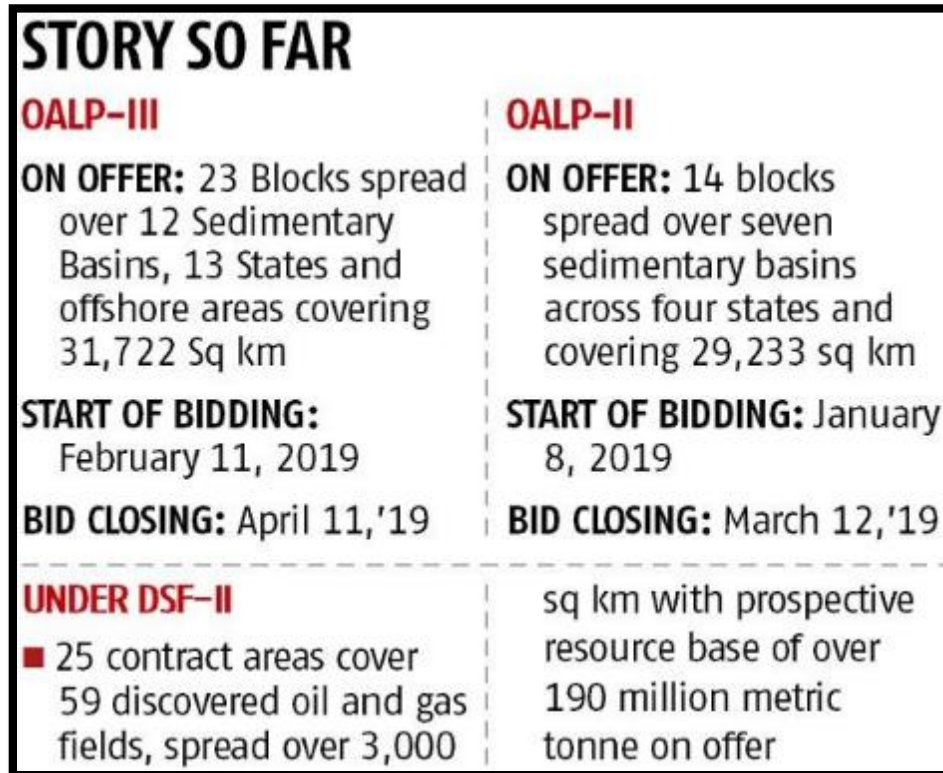 STORY SO FAR
OALP-III
ON OFFER: 23 Blocks spread
over 12 Sedimentary
Basins, 13 States and
offshore areas covering
31,722 Sq km
START OF BIDDING:
February 11, 2019
BID CLOSING: April 11,'19
OALP-II
ON OFFER: 14 blocks
spread over seven
sedimentary basins
across four states and
covering 29,233 sq km
START OF BIDDING: January
8, 2019
BID CLOSING: March 12,'19
UNDER DSF-II
■ 25 contract areas cover
59 discovered oil and gas
fields, spread over 3,000
sq km with prospective
resource base of over
190 million metric
tonne on offer